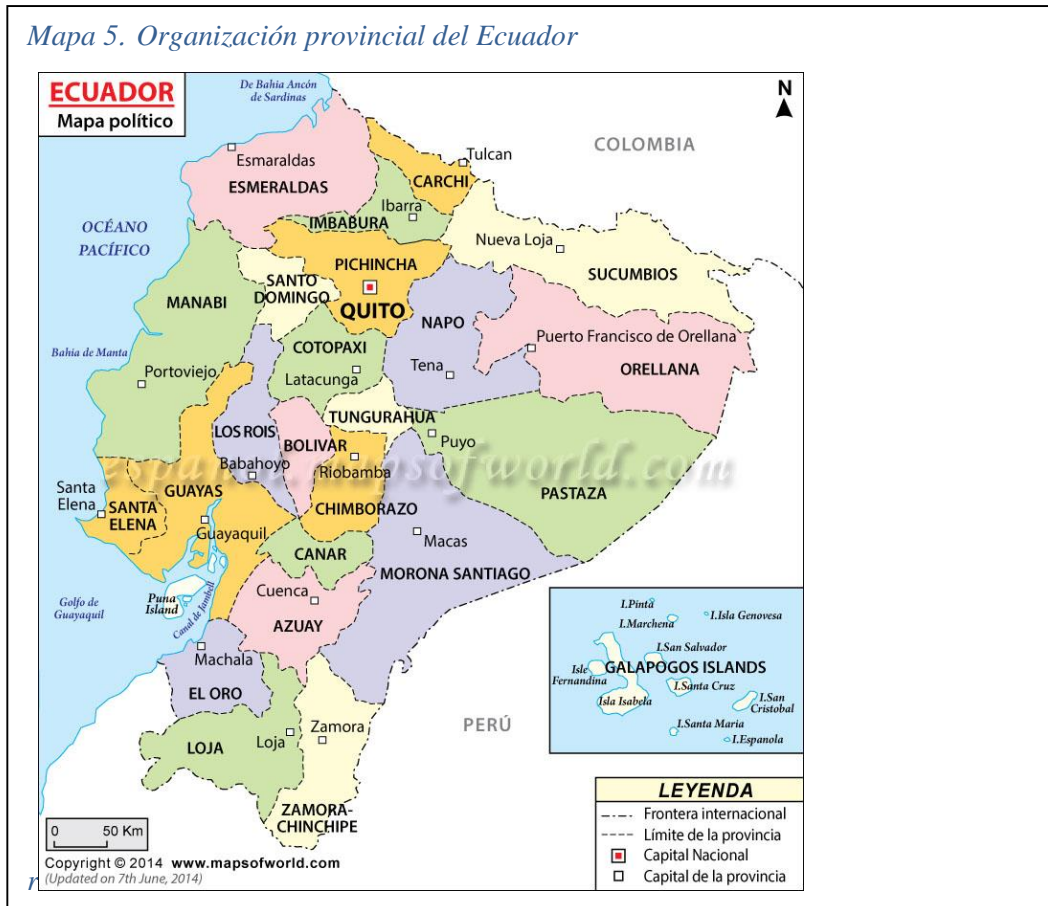 Mapa 5. Organización provincial del Ecuador
ECUADOR
Mapa político
De Bahia Ancón
de Sardinas
N
COLOMBIA
Esmaraldas
ESMERALDAS
Tulcan
CARCHI
Ibarra
IMBABURA
OCÉANO
PACÍFICO
Nueva Loja
SUCUMBIOS
PICHINCHA
QUITO
SANTO
DOMINGO
MANABI
NAPO
Puerto Francisco de Orellana
ORELLANA
COTOPAXI
Latacunga
Tena
Bahia de Manta
Portoviejo
TUNGURAHUA
LOS ROIS
BOLIVAR
Puyo
Babahoyo
Riobamba
espanol.mapsofworld.com
PASTAZA
Santa
Elena
SANTA
ELENA
GUAYAS
Guayaquil
CHIMBORAZO
Macas
CANAR
MORONA SANTIAGO
Puna
Island
Canal de Jambell
Golfo de
Guayaquil
Cuenca
AZUAY
Machala
EL ORO
PERÚ
LOJA
Loja
Zamora
ZAMORA-
CHINCHIPE
I.Pinta
I.Marchena
I.Isla Genovesa
I.San Salvador
GALAPOGOS ISLANDS
Isle
Fernandina
I.Santa Cruz
Isla Isabela
I.San
Cristobal
I.Santa Maria
I.Espanola
LEYENDA
Frontera internacional
Límite de la provincia
Capital Nacional
Capital de la provincia
0 50 Km
Copyright © 2014 www.mapsofworld.com
(Updated on 7th June, 2014)
r